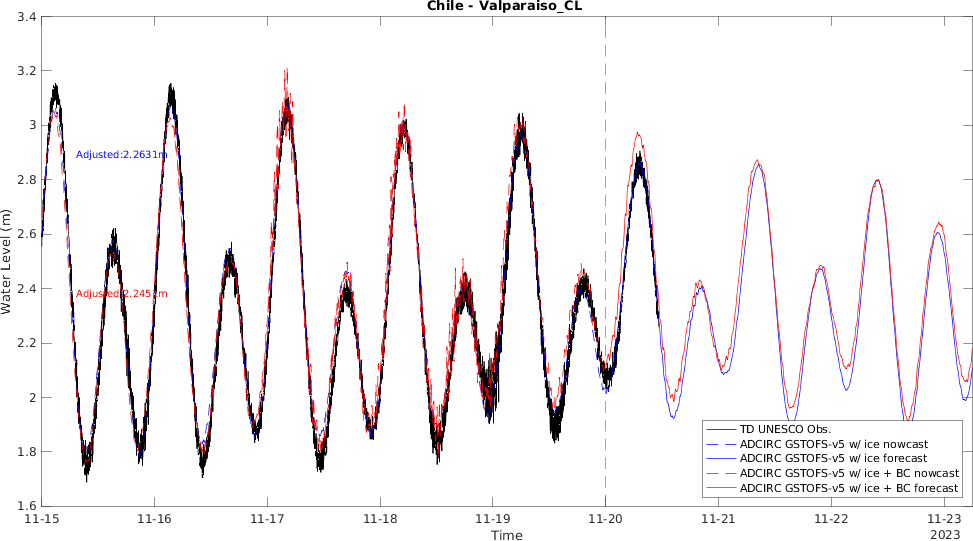 Chile - Valparaiso_CL
3.4
3.2
3
2.8
2.6
2.4
2.2
2
1.8
1.6
Water Level (m)
Adjusted:2.2631m
TD UNESCO Obs.
ADCIRC GSTOFS-v5 w/ ice nowcast
ADCIRC GSTOFS-v5 w/ ice forecast
ADCIRC GSTOFS-v5 w/ ice + BC nowcast
ADCIRC GSTOFS-v5 w/ ice + BC forecast
11-15
11-16
11-17
11-18
11-19
11-20
11-21
11-22
11-23
Time
2023